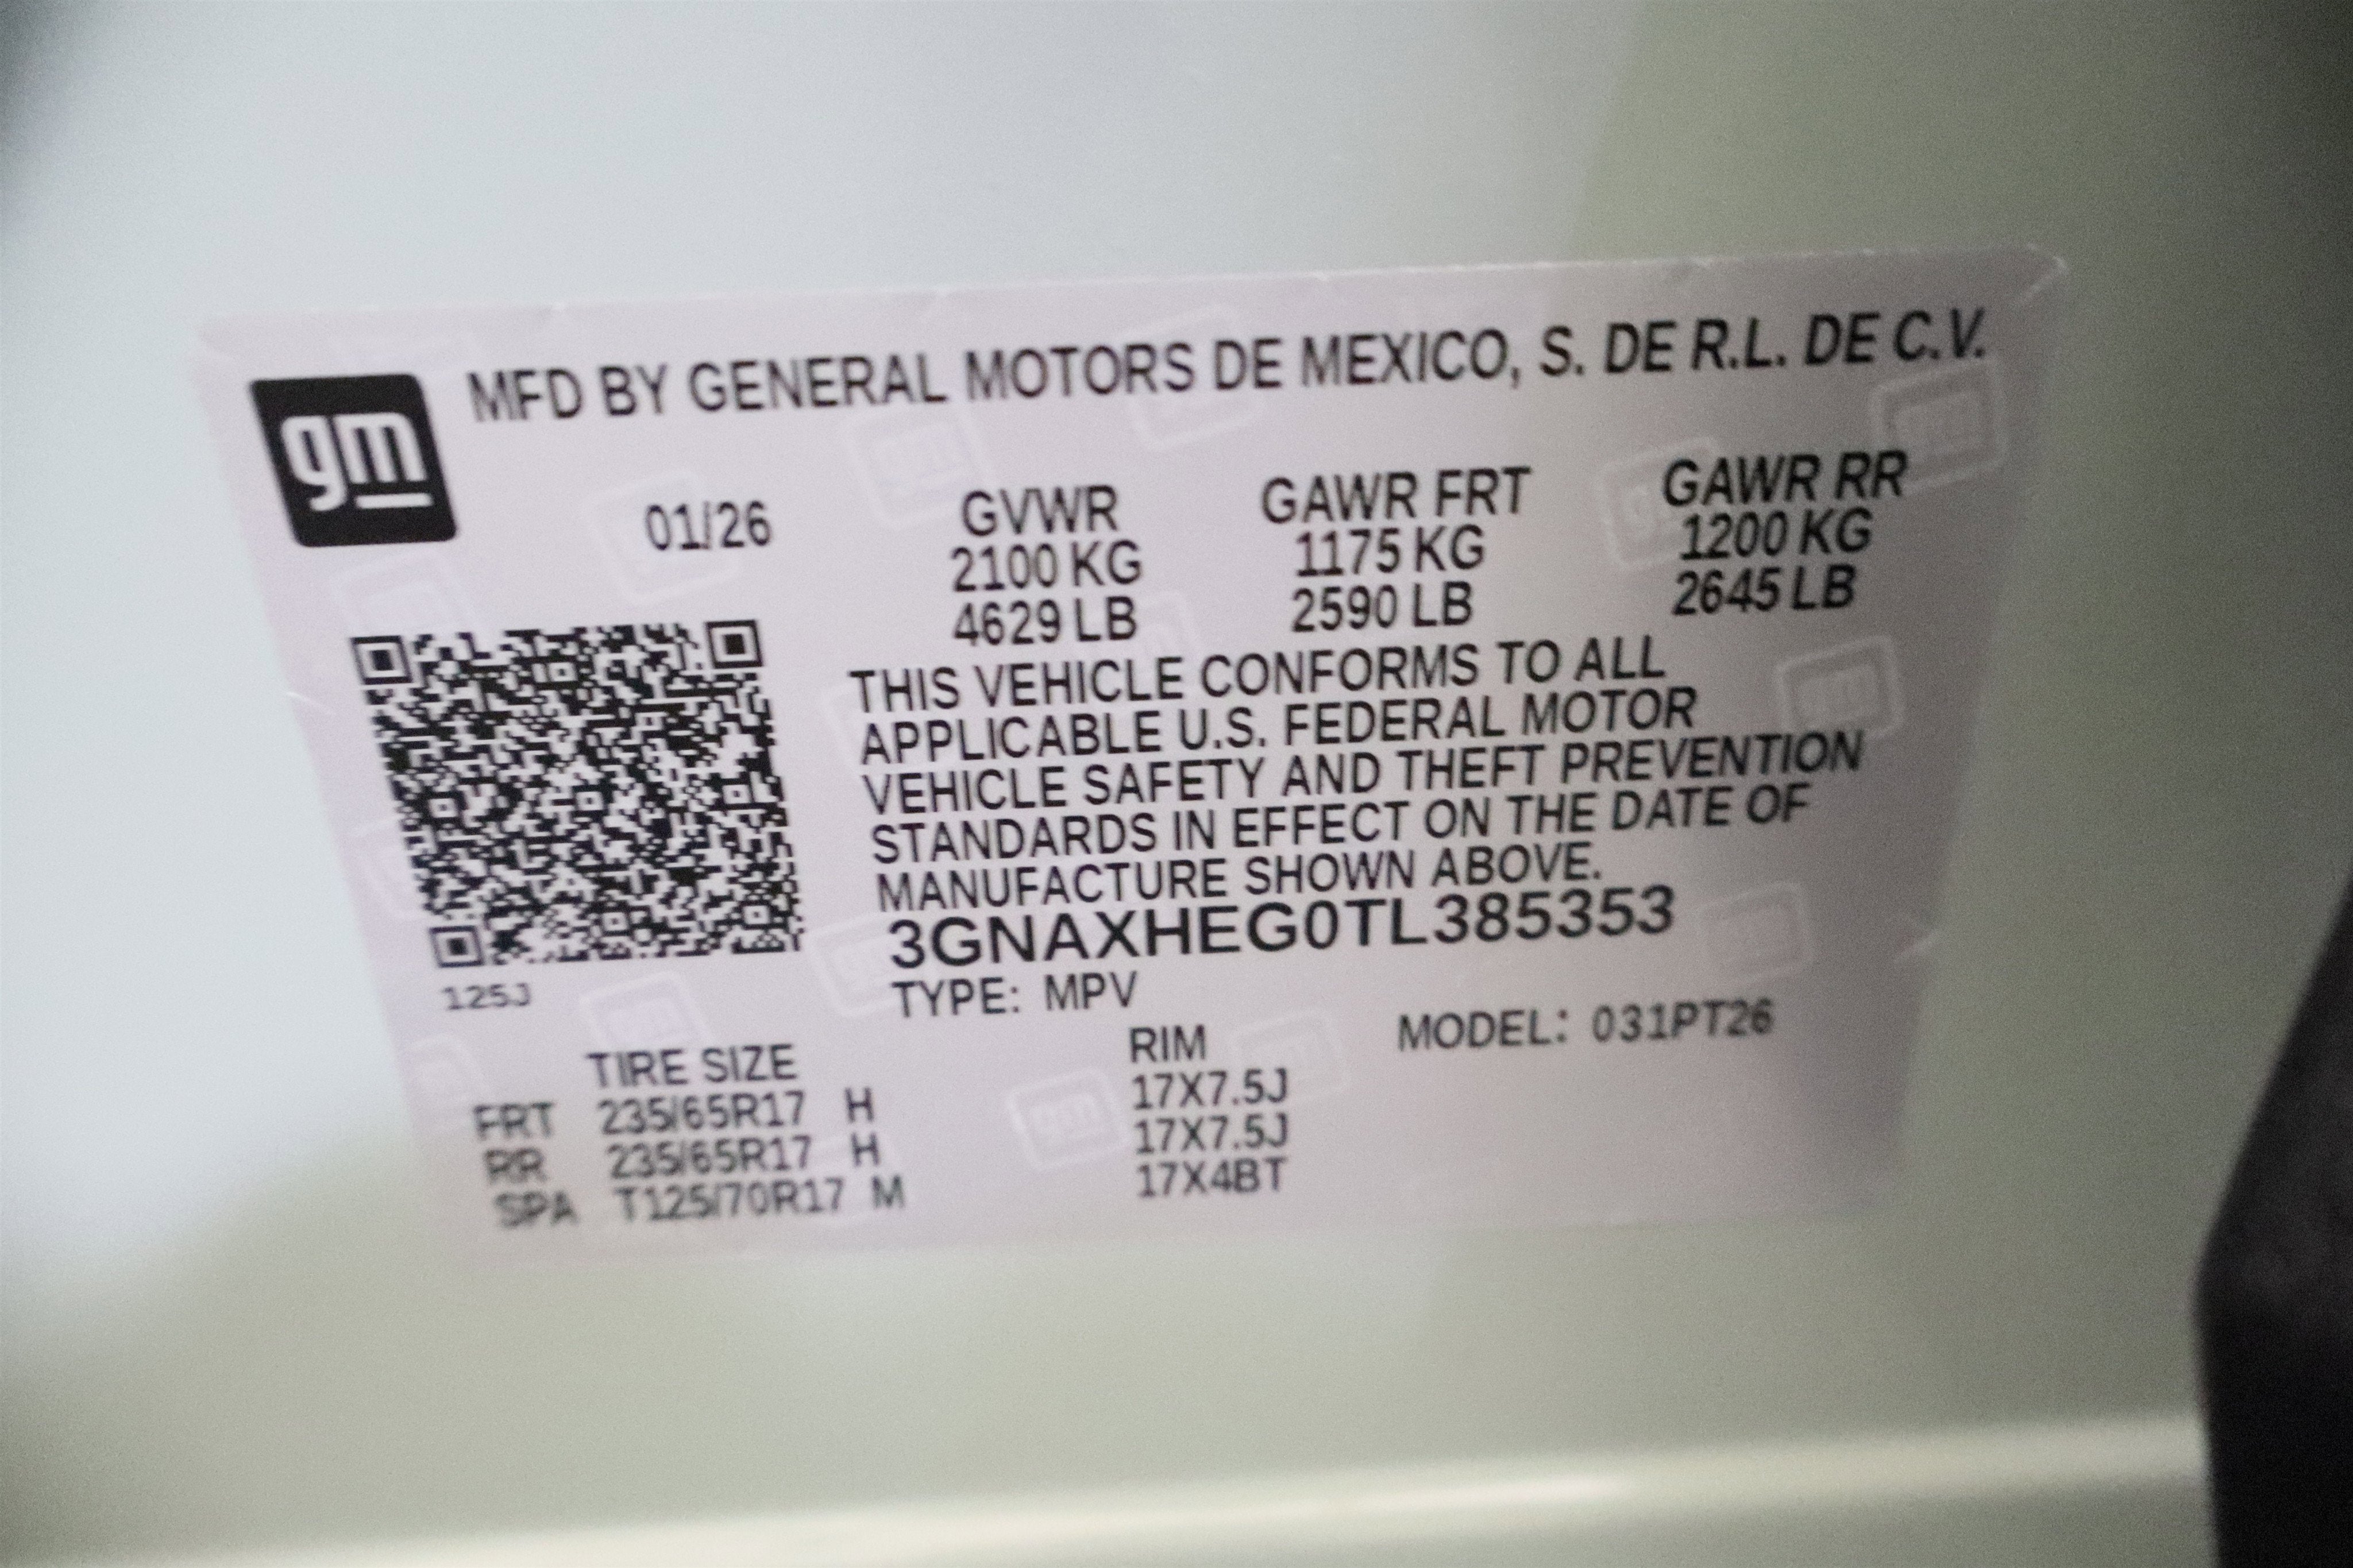 gm
MFD BY GENERAL MOTORS DE MEXICO, S. DE R.L. DE C.V.
01/26 GVWR GAWR FRT GAWR RR
2100 KG 1175 KG 1200 KG
4629 LB 2590 LB 2645 LB
THIS VEHICLE CONFORMS TO ALL
APPLICABLE U.S. FEDERAL MOTOR
VEHICLE SAFETY AND THEFT PREVENTION
STANDARDS IN EFFECT ON THE DATE OF
MANUFACTURE SHOWN ABOVE.
3GNAXHEG0TL385353
125J
TYPE: MPV MODEL: 031PT26
TIRE SIZE RIM
FRT 235/65R17 H 17X7.5J
RR 235/65R17 H 17X7.5J
SPA T125/70R17 M 17X4BT